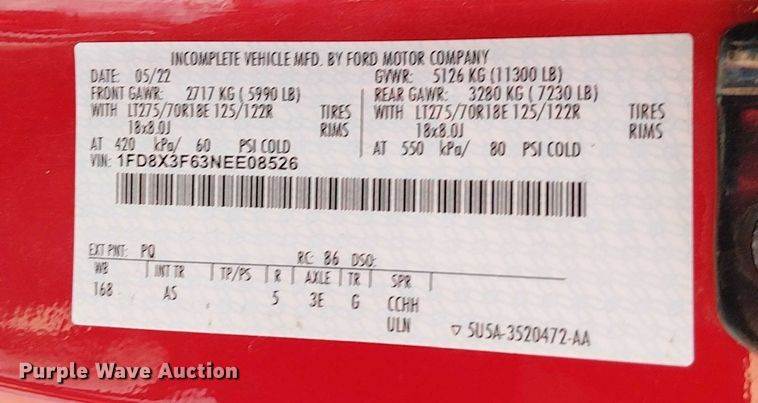 INCOMPLETE VEHICLE MFD. BY FORD MOTOR COMPANY
DATE: 05/22 GVWR: 5126 KG (11300 LB)
FRONT GAWR: 2717 KG ( 5990 LB) REAR GAWR: 3280 KG ( 7230 LB)
WITH LT275/70R18E 125/122R TIRES WITH LT275/70R18E 125/122R TIRES
18x8.0J RIMS 18x8.0J RIMS
AT 420 kPa/ 60 PSI COLD AT 550 kPa/ 80 PSI COLD
VIN: 1FD8X3F63NEE08526
EXT PNT: PQ RC: 86 DSO:
WB INT TR TP/PS R AXLE TR SPR
168 AS 5 3E G CCHH
ULN ▽ 5U5A-3520472-AA
Purple Wave Auction